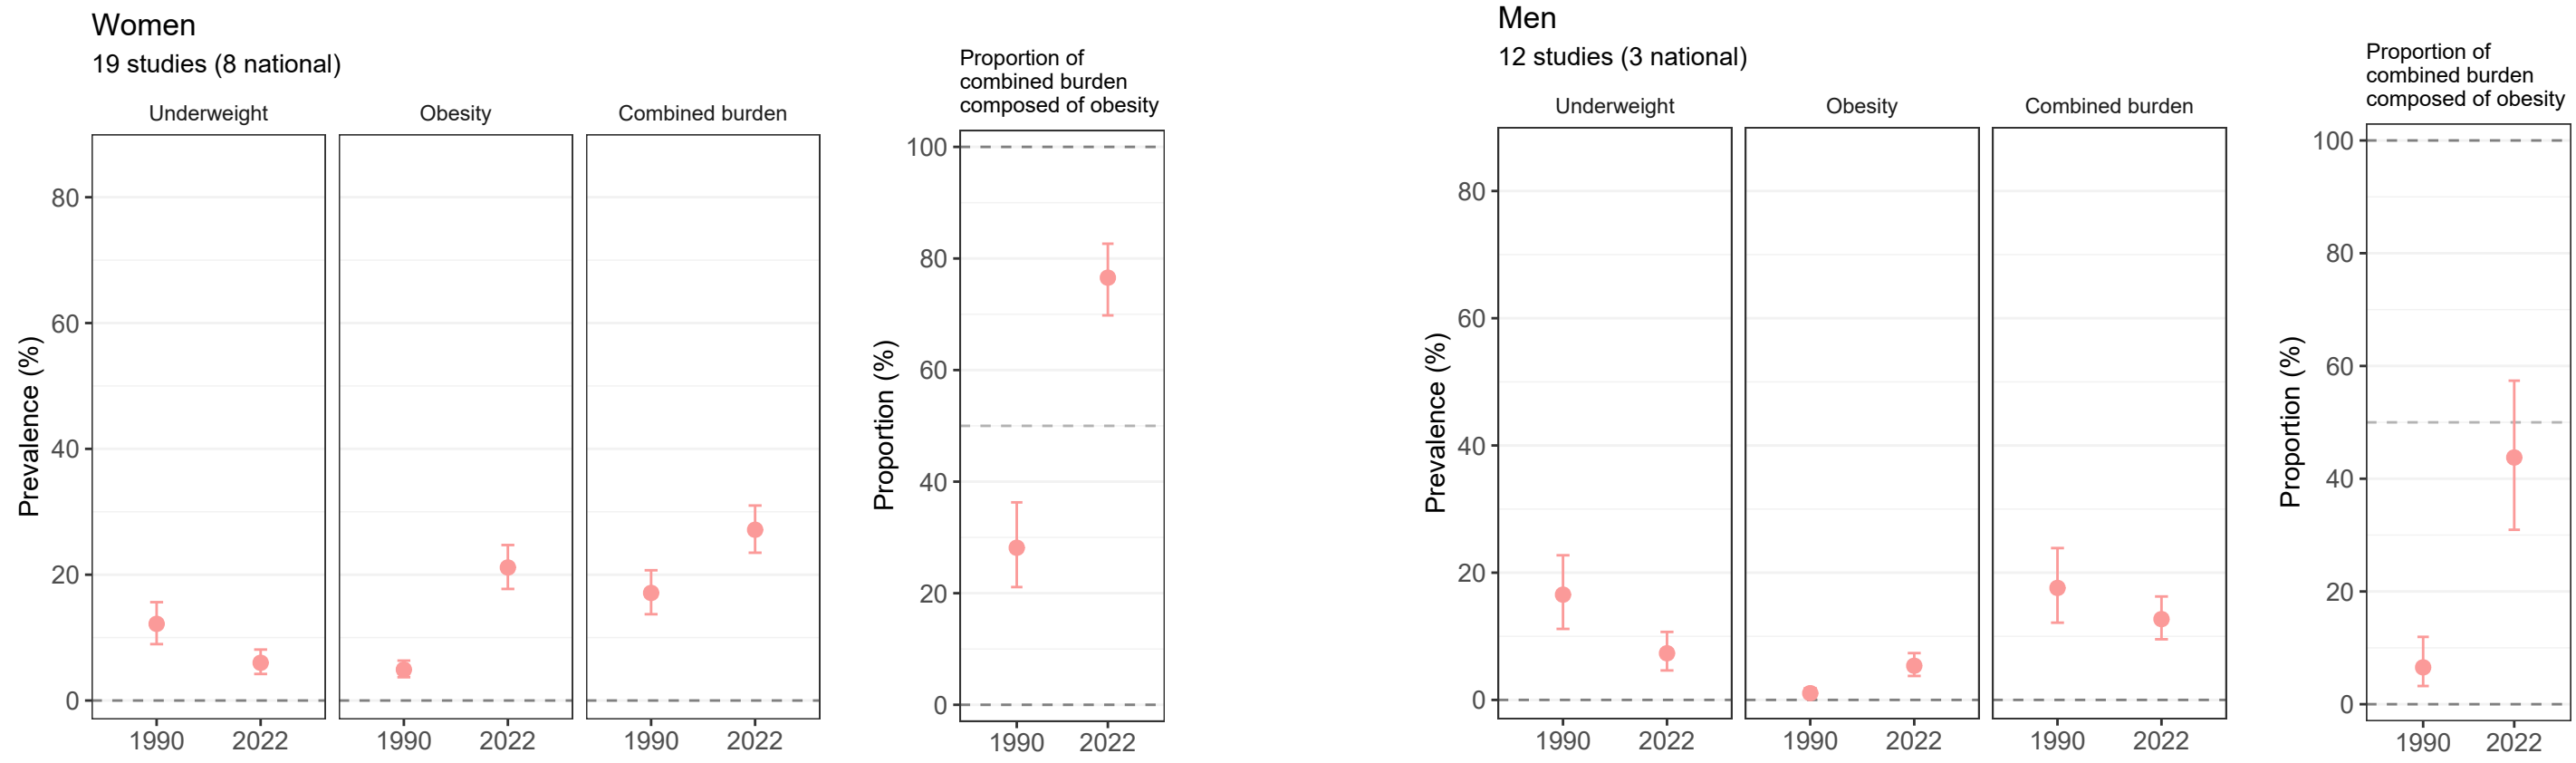 Women
19 studies (8 national)
Underweight
Obesity
Combined burden
Prevalence (%)
80
60
40
20
0
1990 2022
1990 2022
1990 2022
Proportion of
combined burden
composed of obesity
Proportion (%)
100
80
60
40
20
0
1990 2022
Men
12 studies (3 national)
Underweight
Obesity
Combined burden
Prevalence (%)
80
60
40
20
0
1990 2022
1990 2022
1990 2022
Proportion of
combined burden
composed of obesity
Proportion (%)
100
80
60
40
20
0
1990 2022